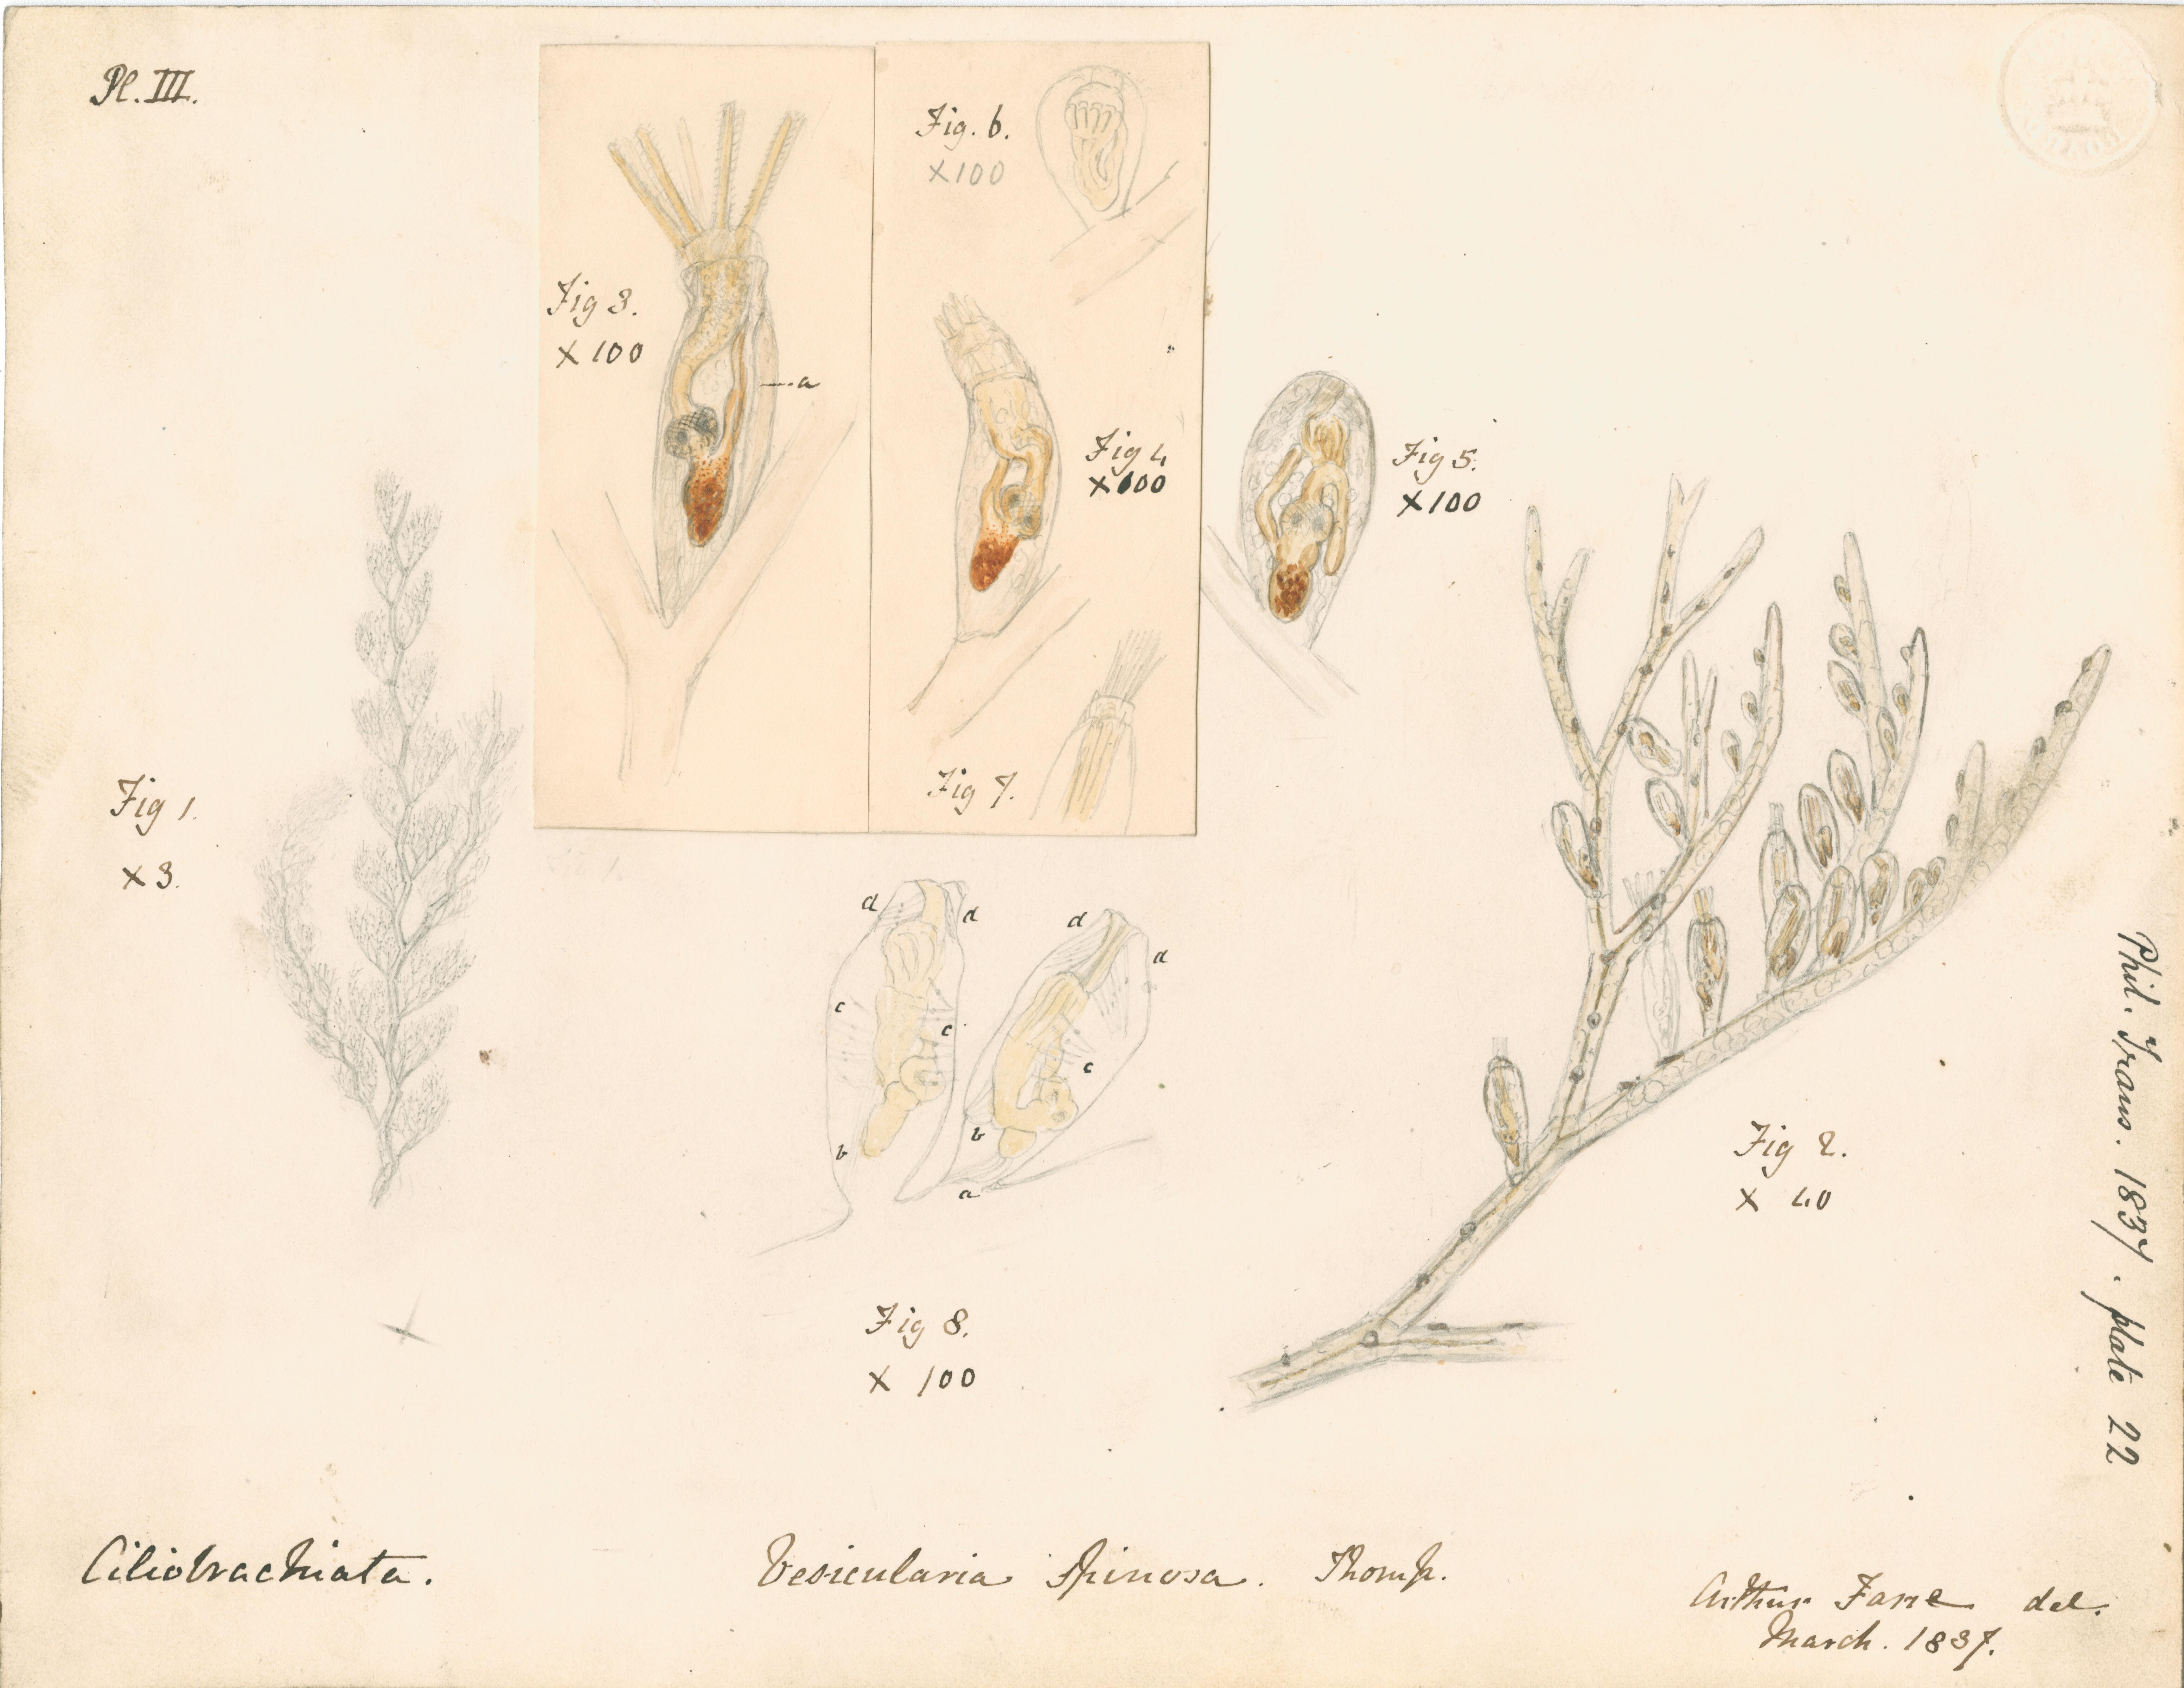 Pl. III.
Fig 3.
× 100
a
Fig. 6.
×100
Fig 4
×100
Fig 5.
×100
Fig 7.
Fig 1.
× 3.
d
d
d
d
c
c
c
b
b
a
Fig 8.
× 100
Fig 2.
× 40
Phil. Trans. 1837. plate 22
Ciliobrachiata.
Vesicularia Spinosa. Thomp.
Arthur Farre del.
March. 1837.